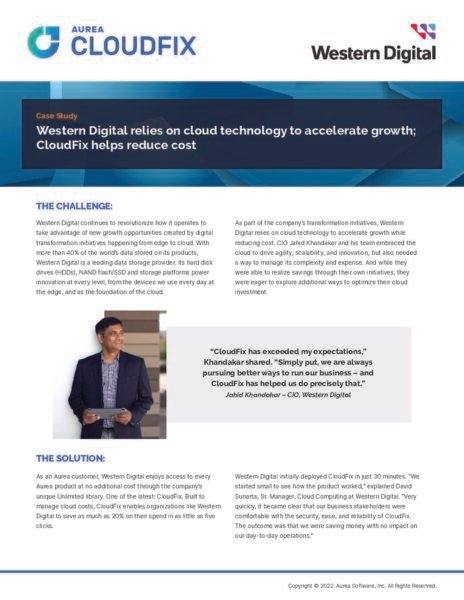 AUREA
CLOUDFIX
Western Digital
Case Study
Western Digital relies on cloud technology to accelerate growth;
CloudFix helps reduce cost
THE CHALLENGE:
Western Digital continues to revolutionize how it operates to
take advantage of new growth opportunities created by digital
transformation initiatives happening from edge to cloud. With
more than 40% of the world's data stored on its products,
Western Digital is a leading data storage provider. Its hard disk
drives (HDDs), NAND flash/SSD and storage platforms power
innovation at every level, from the devices we use every day at
the edge, and as the foundation of the cloud.
As part of the company's transformation initiatives, Western
Digital relies on cloud technology to accelerate growth while
reducing cost. CIO Jahid Khandakar and his team embraced the
cloud to drive agility, scalability, and innovation, but also needed
a way to manage its complexity and expense. And while they
were able to realize savings through their own initiatives, they
were eager to explore additional ways to optimize their cloud
investment.
"CloudFix has exceeded my expectations,"
Khandakar shared. "Simply put, we are always
pursuing better ways to run our business – and
CloudFix has helped us do precisely that."
Jahid Khandakar – CIO, Western Digital
THE SOLUTION:
As an Aurea customer, Western Digital enjoys access to every
Aurea product at no additional cost through the company's
unique Unlimited library. One of the latest: CloudFix. Built to
manage cloud costs, CloudFix enables organizations like Western
Digital to save as much as 20% on their spend in as little as five
clicks.
Western Digital initially deployed CloudFix in just 30 minutes. "We
started small to see how the product worked," explained David
Sunarta, Sr. Manager, Cloud Computing at Western Digital. "Very
quickly, it became clear that our business stakeholders were
comfortable with the security, ease, and reliability of CloudFix.
The outcome was that we were saving money with no impact on
our day-to-day operations."
Copyright © 2022. Aurea Software, Inc. All Rights Reserved.